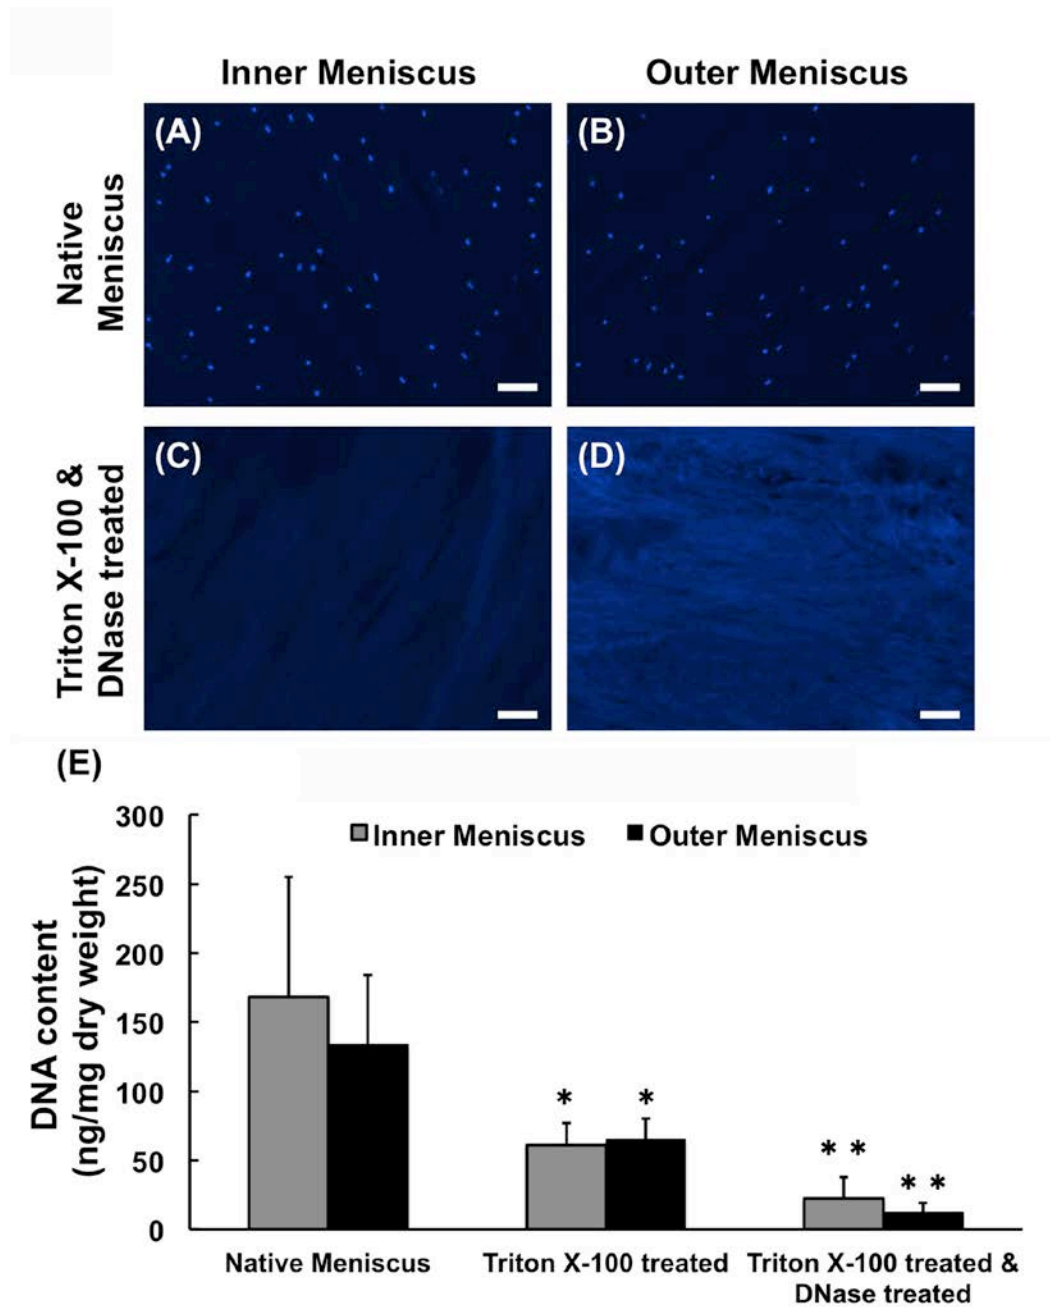 Inner Meniscus
Outer Meniscus
Native
Meniscus
(A)
(B)
Triton X-100 &
DNase treated
(C)
(D)
(E)
DNA content
(ng/mg dry weight)
300
250
200
150
100
50
0
Inner Meniscus
Outer Meniscus
*
*
* *
* *
Native Meniscus
Triton X-100 treated
Triton X-100 treated &
DNase treated